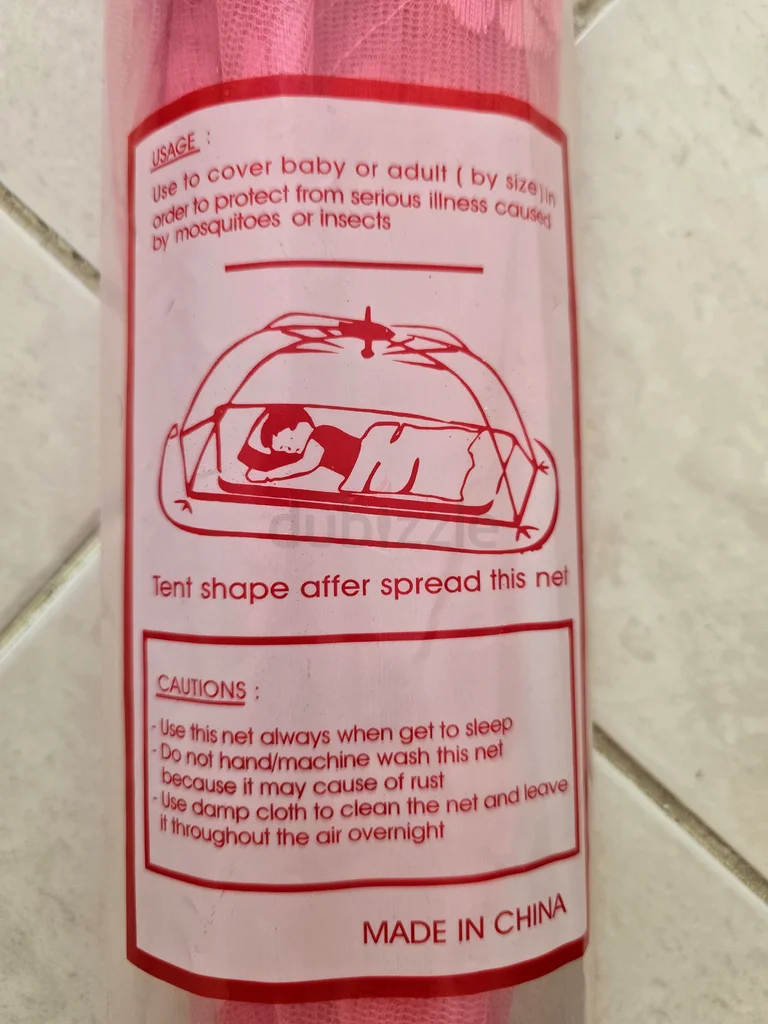 USAGE :
Use to cover baby or adult ( by size) in
order to protect from serious illness caused
by mosquitoes or insects
dubizzle
Tent shape affer spread this net
CAUTIONS :
- Use this net always when get to sleep
- Do not hand/machine wash this net
because it may cause of rust
- Use damp cloth to clean the net and leave
it throughout the air overnight
MADE IN CHINA